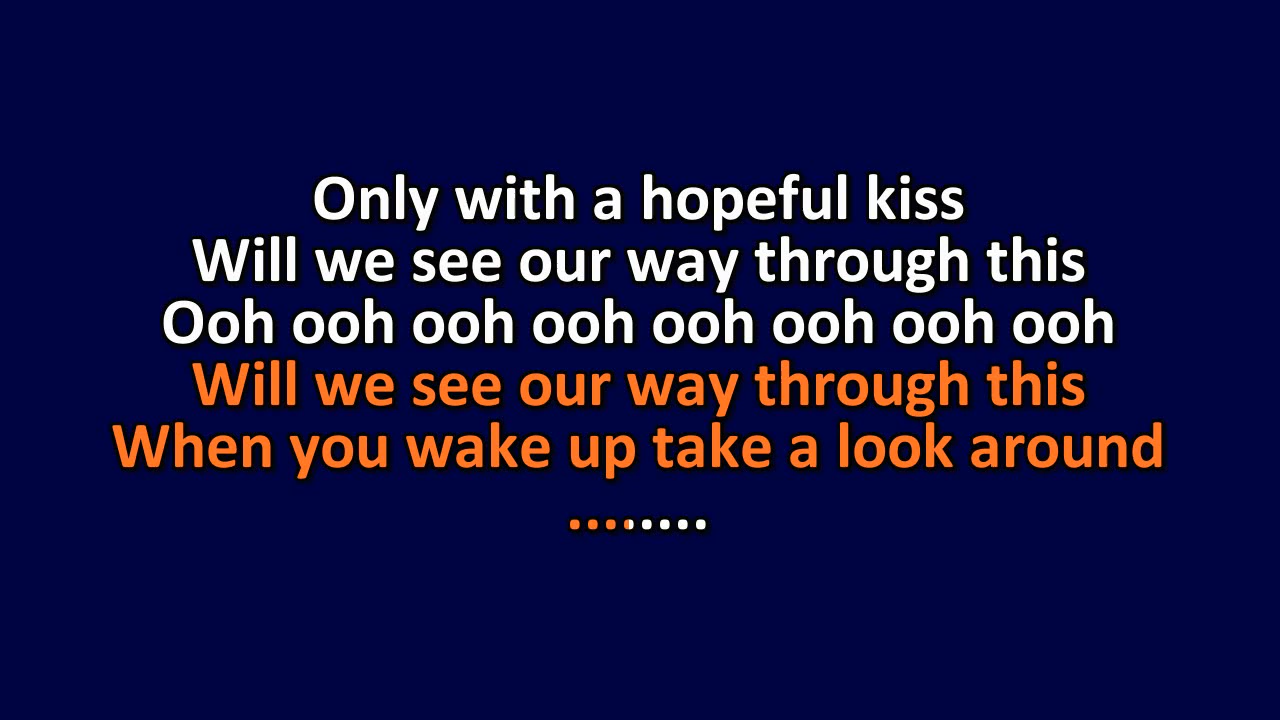 Only with a hopeful kiss
Will we see our way through this
Ooh ooh ooh ooh ooh ooh ooh ooh
Will we see our way through this
When you wake up take a look around
........